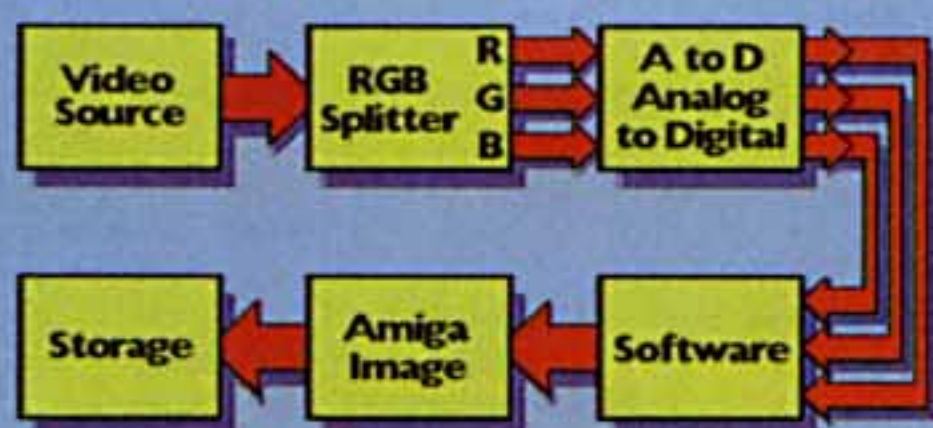 Video
Source
RGB
Splitter
R
G
B
A to D
Analog
to Digital
Software
Amiga
Image
Storage